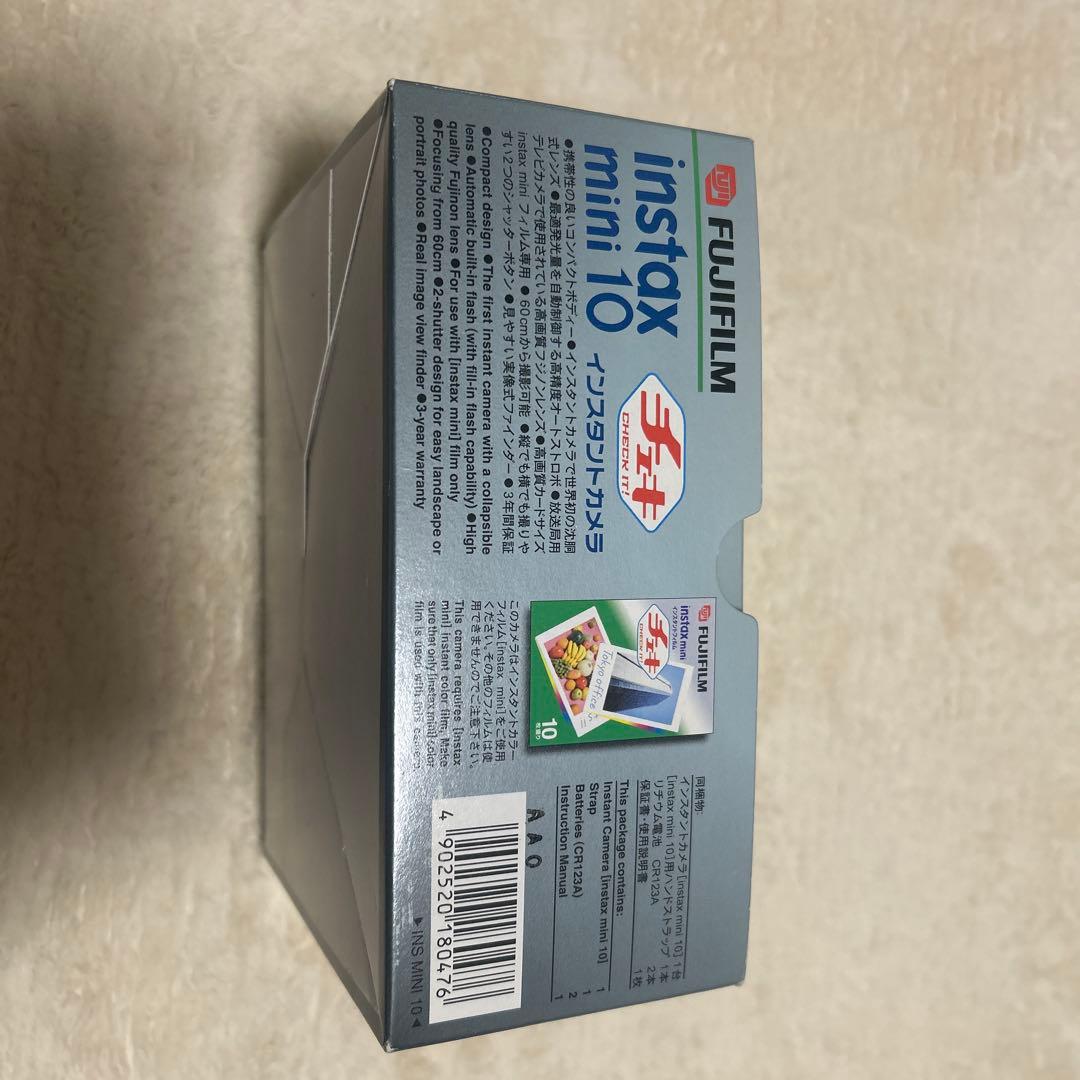 FUJI FUJIFILM
instax
mini 10 インスタントカメラ
チェキ
CHECK IT!
●携帯性の良いコンパクトボディー●インスタントカメラで世界初の沈胴
式レンズ●最適発光量を自動制御する高精度オートストロボ●放送局用
テレビカメラで使用されている高画質フジノンレンズ●高画質カードサイズ
instax mini フィルム専用●60cmから撮影可能●縦でも横でも撮りや
すい2つのシャッターボタン●見やすい実像式ファインダー●3年間保証
●Compact design ●The first instant camera with a collapsible
lens ●Automatic built-in flash (with fill-in flash capability) ●High
quality Fujinon lens ●For use with [instax mini] film only
●Focusing from 60cm ●2-shutter design for easy landscape or
portrait photos ●Real image view finder ●3-year warranty
FUJI FUJIFILM
instax mini
インスタントフィルム
チェキ
CHECK IT!
Tokyo office
10
枚撮り
このカメラはインスタントカラー
フィルム[instax mini]をご使用
ください。その他のフィルムは使
用できませんのでご注意下さい。
This camera requires [instax
mini] instant color film. Make
sure that only [instax mini] color
film is used with this camera.
同梱物:
インスタントカメラ[instax mini 10] 1台
[instax mini 10]用ハンドストラップ 1本
リチウム電池 CR123A 2本
保証書・使用説明書 1枚
This package contains:
Instant Camera [instax mini 10] 1
Strap 1
Batteries (CR123A) 2
Instruction Manual 1
AAO
4 902520 180476
▶ INS MINI 10 ◀